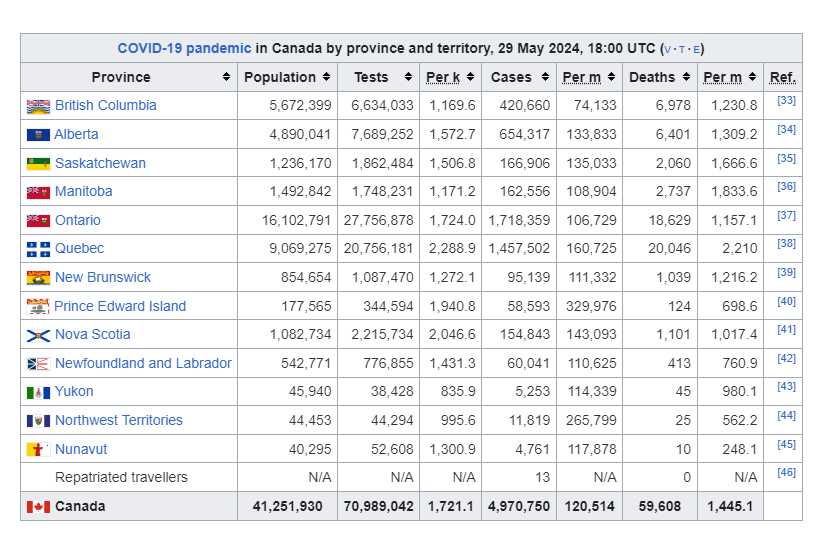 COVID-19 pandemic in Canada by province and territory, 29 May 2024, 18:00 UTC (V · T · E)
Province Population Tests Per k Cases Per m Deaths Per m Ref.
British Columbia 5,672,399 6,634,033 1,169.6 420,660 74,133 6,978 1,230.8 [33]
Alberta 4,890,041 7,689,252 1,572.7 654,317 133,833 6,401 1,309.2 [34]
Saskatchewan 1,236,170 1,862,484 1,506.8 166,906 135,033 2,060 1,666.6 [35]
Manitoba 1,492,842 1,748,231 1,171.2 162,556 108,904 2,737 1,833.6 [36]
Ontario 16,102,791 27,756,878 1,724.0 1,718,359 106,729 18,629 1,157.1 [37]
Quebec 9,069,275 20,756,181 2,288.9 1,457,502 160,725 20,046 2,210 [38]
New Brunswick 854,654 1,087,470 1,272.1 95,139 111,332 1,039 1,216.2 [39]
Prince Edward Island 177,565 344,594 1,940.8 58,593 329,976 124 698.6 [40]
Nova Scotia 1,082,734 2,215,734 2,046.6 154,843 143,093 1,101 1,017.4 [41]
Newfoundland and Labrador 542,771 776,855 1,431.3 60,041 110,625 413 760.9 [42]
Yukon 45,940 38,428 835.9 5,253 114,339 45 980.1 [43]
Northwest Territories 44,453 44,294 995.6 11,819 265,799 25 562.2 [44]
Nunavut 40,295 52,608 1,300.9 4,761 117,878 10 248.1 [45]
Repatriated travellers N/A N/A N/A 13 N/A 0 N/A [46]
Canada 41,251,930 70,989,042 1,721.1 4,970,750 120,514 59,608 1,445.1